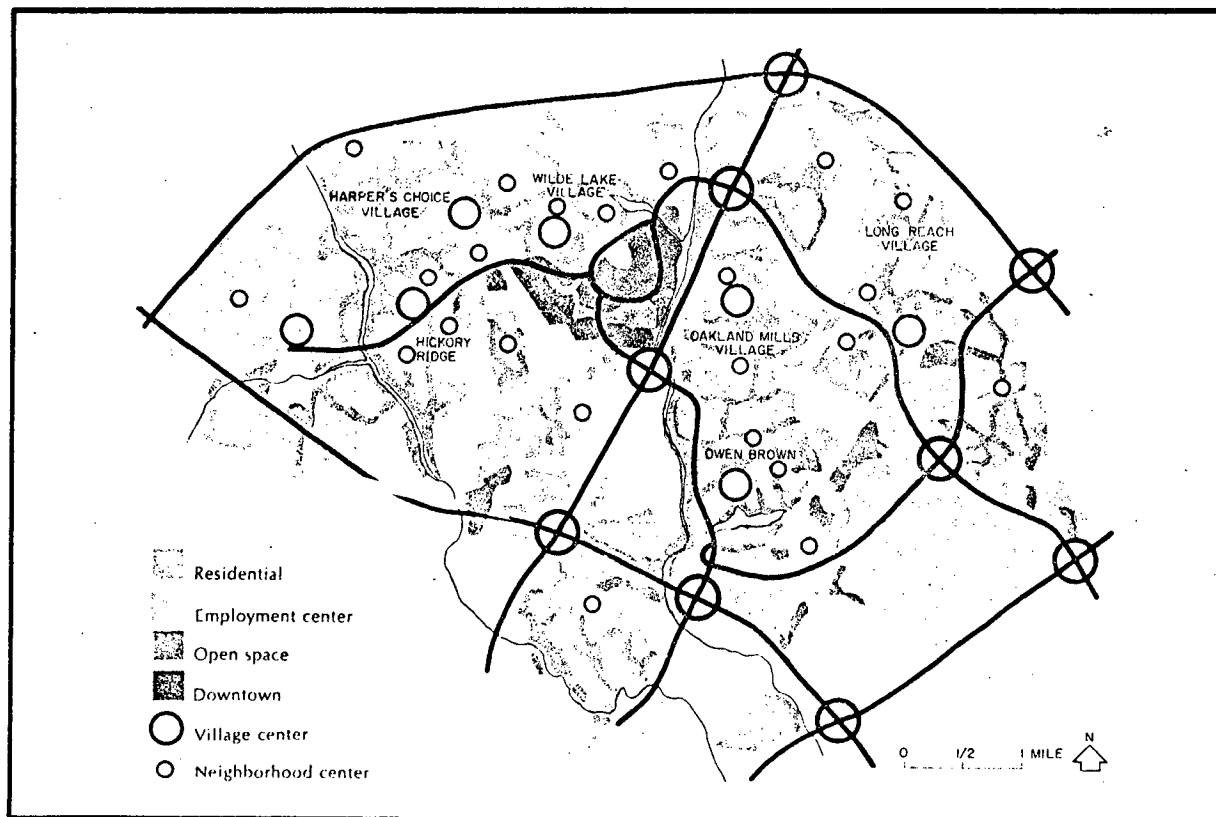 HARPER'S CHOICE
VILLAGE
WILDE LAKE
VILLAGE
LONG REACH
VILLAGE
HICKORY
RIDGE
OAKLAND MILLS
VILLAGE
OWEN BROWN
Residential
Employment center
Open space
Downtown
Village center
Neighborhood center
0 1/2 1 MILE
N